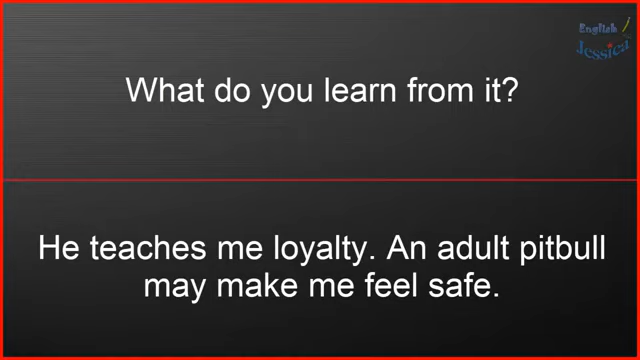 English
Jessica
What do you learn from it?
He teaches me loyalty. An adult pitbull
may make me feel safe.